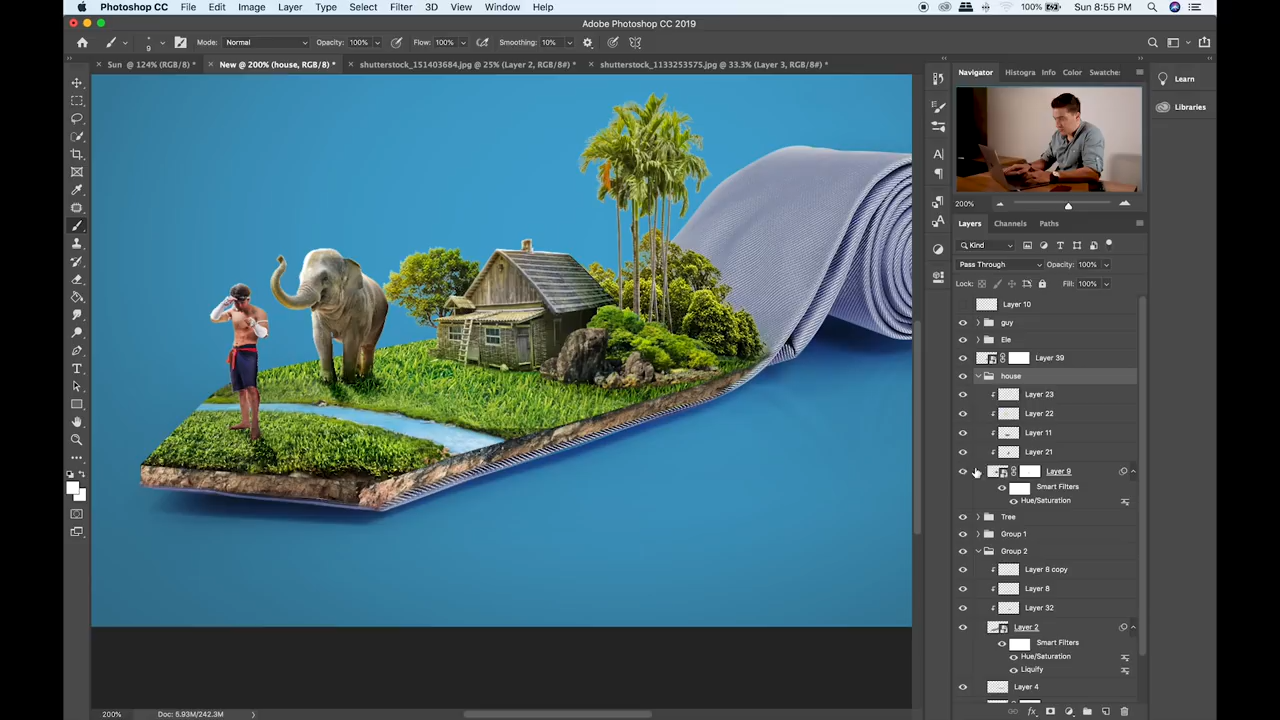 Photoshop CC File Edit Image Layer Type Select Filter 3D View Window Help 100% Sun 8:55 PM
Adobe Photoshop CC 2019
9 Mode: Normal Opacity: 100% Flow: 100% Smoothing: 10%
× Sun @ 124% (RGB/8) * × New @ 200% (house, RGB/8) * × shutterstock_151403684.jpg @ 25% (Layer 2, RGB/8#) * × shutterstock_1133253575.jpg @ 33.3% (Layer 3, RGB/8#) *
Navigator Histogra Info Color Swatche:
Learn
Libraries
200%
Layers Channels Paths
Kind
Pass Through Opacity: 100%
Lock: Fill: 100%
Layer 10
guy
Ele
Layer 39
house
Layer 23
Layer 22
Layer 11
Layer 21
Layer 9
Smart Filters
Hue/Saturation
Tree
Group 1
Group 2
Layer 8 copy
Layer 8
Layer 32
Layer 2
Smart Filters
Hue/Saturation
Liquify
Layer 4
200% Doc: 5.93M/242.3M